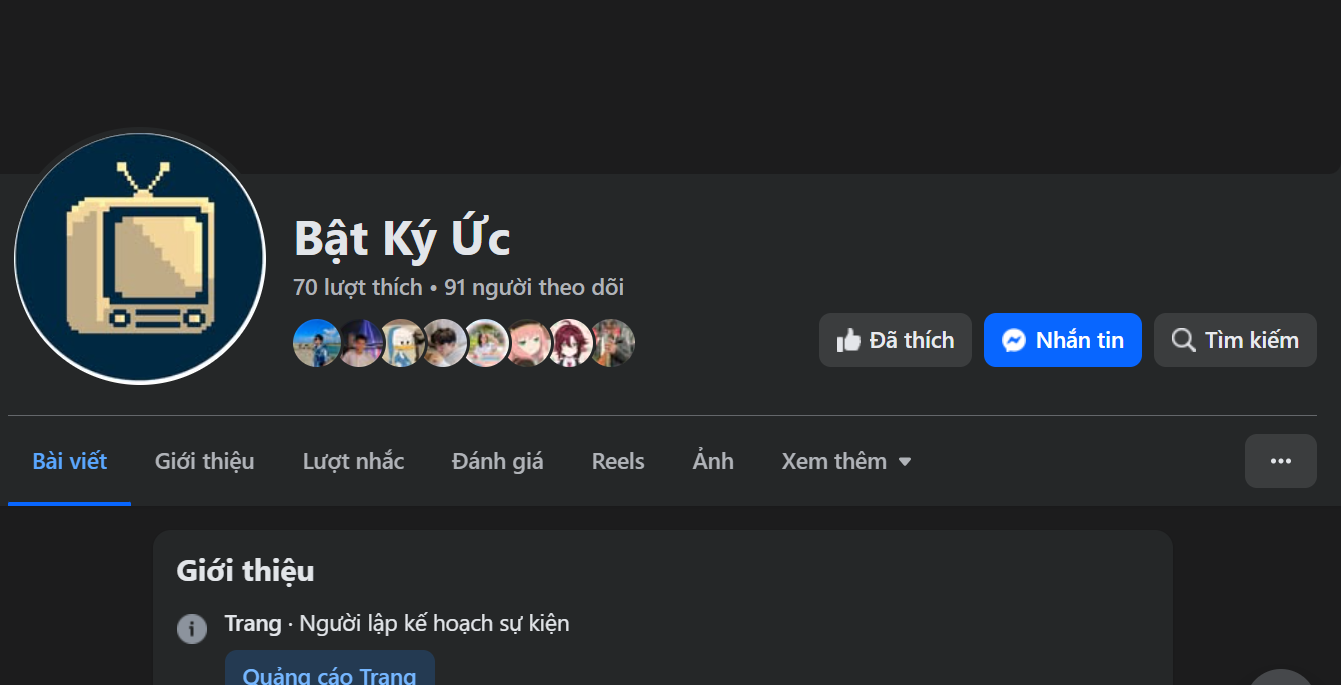 Bật Ký Ức
70 lượt thích • 91 người theo dõi
Đã thích
Nhắn tin
Tìm kiếm
Bài viết
Giới thiệu
Lượt nhắc
Đánh giá
Reels
Ảnh
Xem thêm
Giới thiệu
Trang · Người lập kế hoạch sự kiện
Quảng cáo Trang